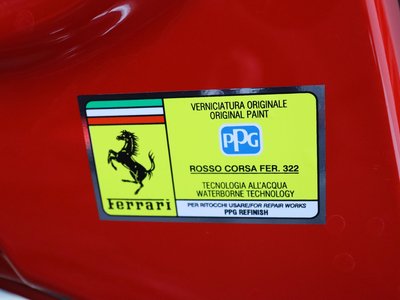 Ferrari
VERNICIATURA ORIGINALE
ORIGINAL PAINT
PPG
ROSSO CORSA FER. 322
TECNOLOGIA ALL'ACQUA
WATERBORNE TECHNOLOGY
PER RITOCCHI USARE/FOR REPAIR WORKS
PPG REFINISH